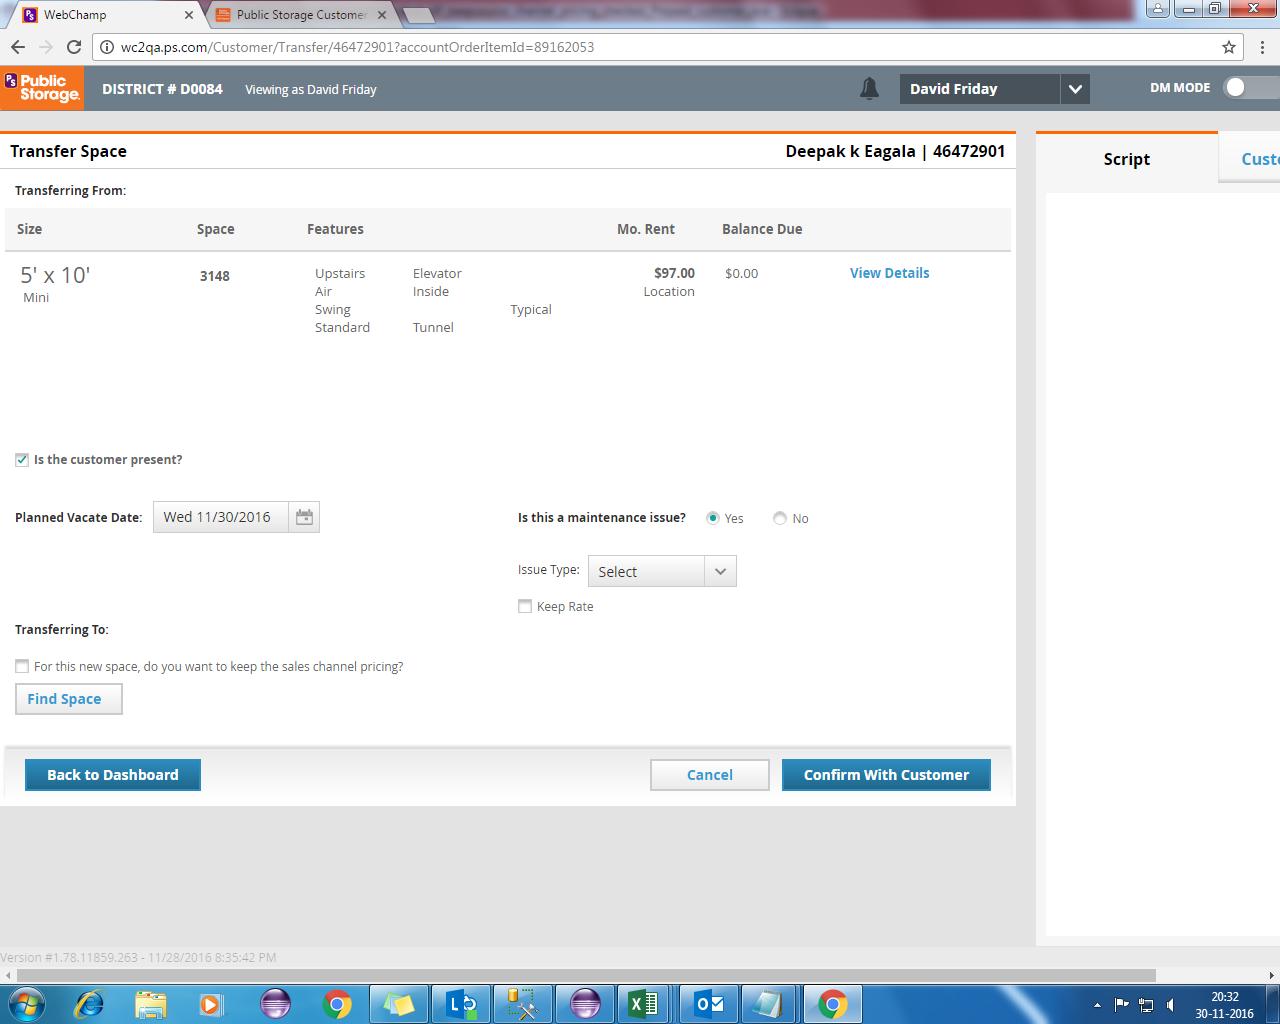 WebChamp
Public Storage Customer
wc2qa.ps.com/Customer/Transfer/46472901?accountOrderItemId=89162053
PS Public Storage.
DISTRICT # D0084
Viewing as David Friday
David Friday
DM MODE
Transfer Space
Deepak k Eagala | 46472901
Script
Custo
Transferring From:
Size Space Features Mo. Rent Balance Due
5' x 10' 3148 Upstairs Elevator $97.00 $0.00 View Details
Mini Air Inside Location
Swing Typical
Standard Tunnel
Is the customer present?
Planned Vacate Date: Wed 11/30/2016
Is this a maintenance issue? Yes No
Issue Type: Select
Keep Rate
Transferring To:
For this new space, do you want to keep the sales channel pricing?
Find Space
Back to Dashboard
Cancel
Confirm With Customer
Version #1.78.11859.263 - 11/28/2016 8:35:42 PM
20:32
30-11-2016